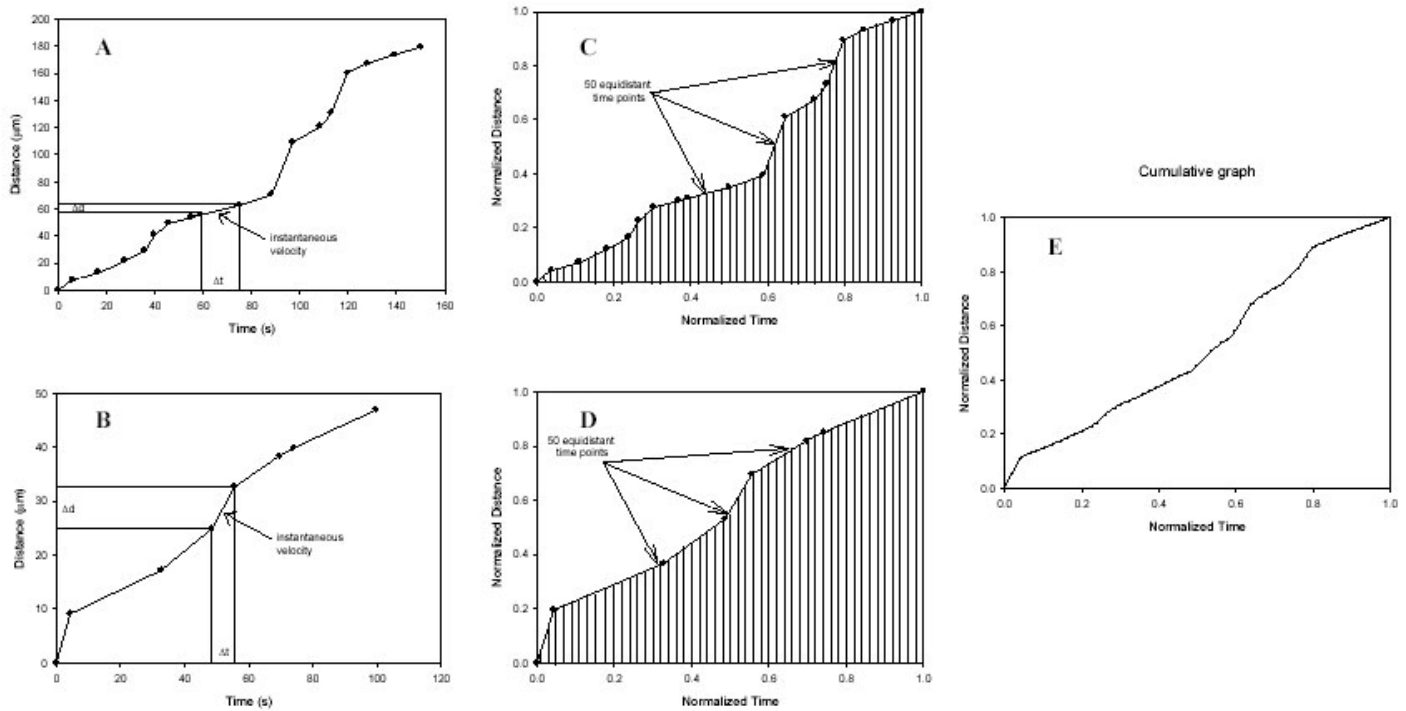 A
200
180
160
140
120
100
80
60
40
20
0
Distance (μm)
Δd
Δt
instantaneous
velocity
0 20 40 60 80 100 120 140 160
Time (s)
C
1.0
0.8
0.6
0.4
0.2
0.0
Normalized Distance
50 equidistant
time points
0.0 0.2 0.4 0.6 0.8 1.0
Normalized Time
B
50
40
30
20
10
0
Distance (μm)
Δd
Δt
instantaneous
velocity
0 20 40 60 80 100 120
Time (s)
D
1.0
0.8
0.6
0.4
0.2
0.0
Normalized Distance
50 equidistant
time points
0.0 0.2 0.4 0.6 0.8 1.0
Normalized Time
Cumulative graph
E
1.0
0.8
0.6
0.4
0.2
0.0
Normalized Distance
0.0 0.2 0.4 0.6 0.8 1.0
Normalized Time